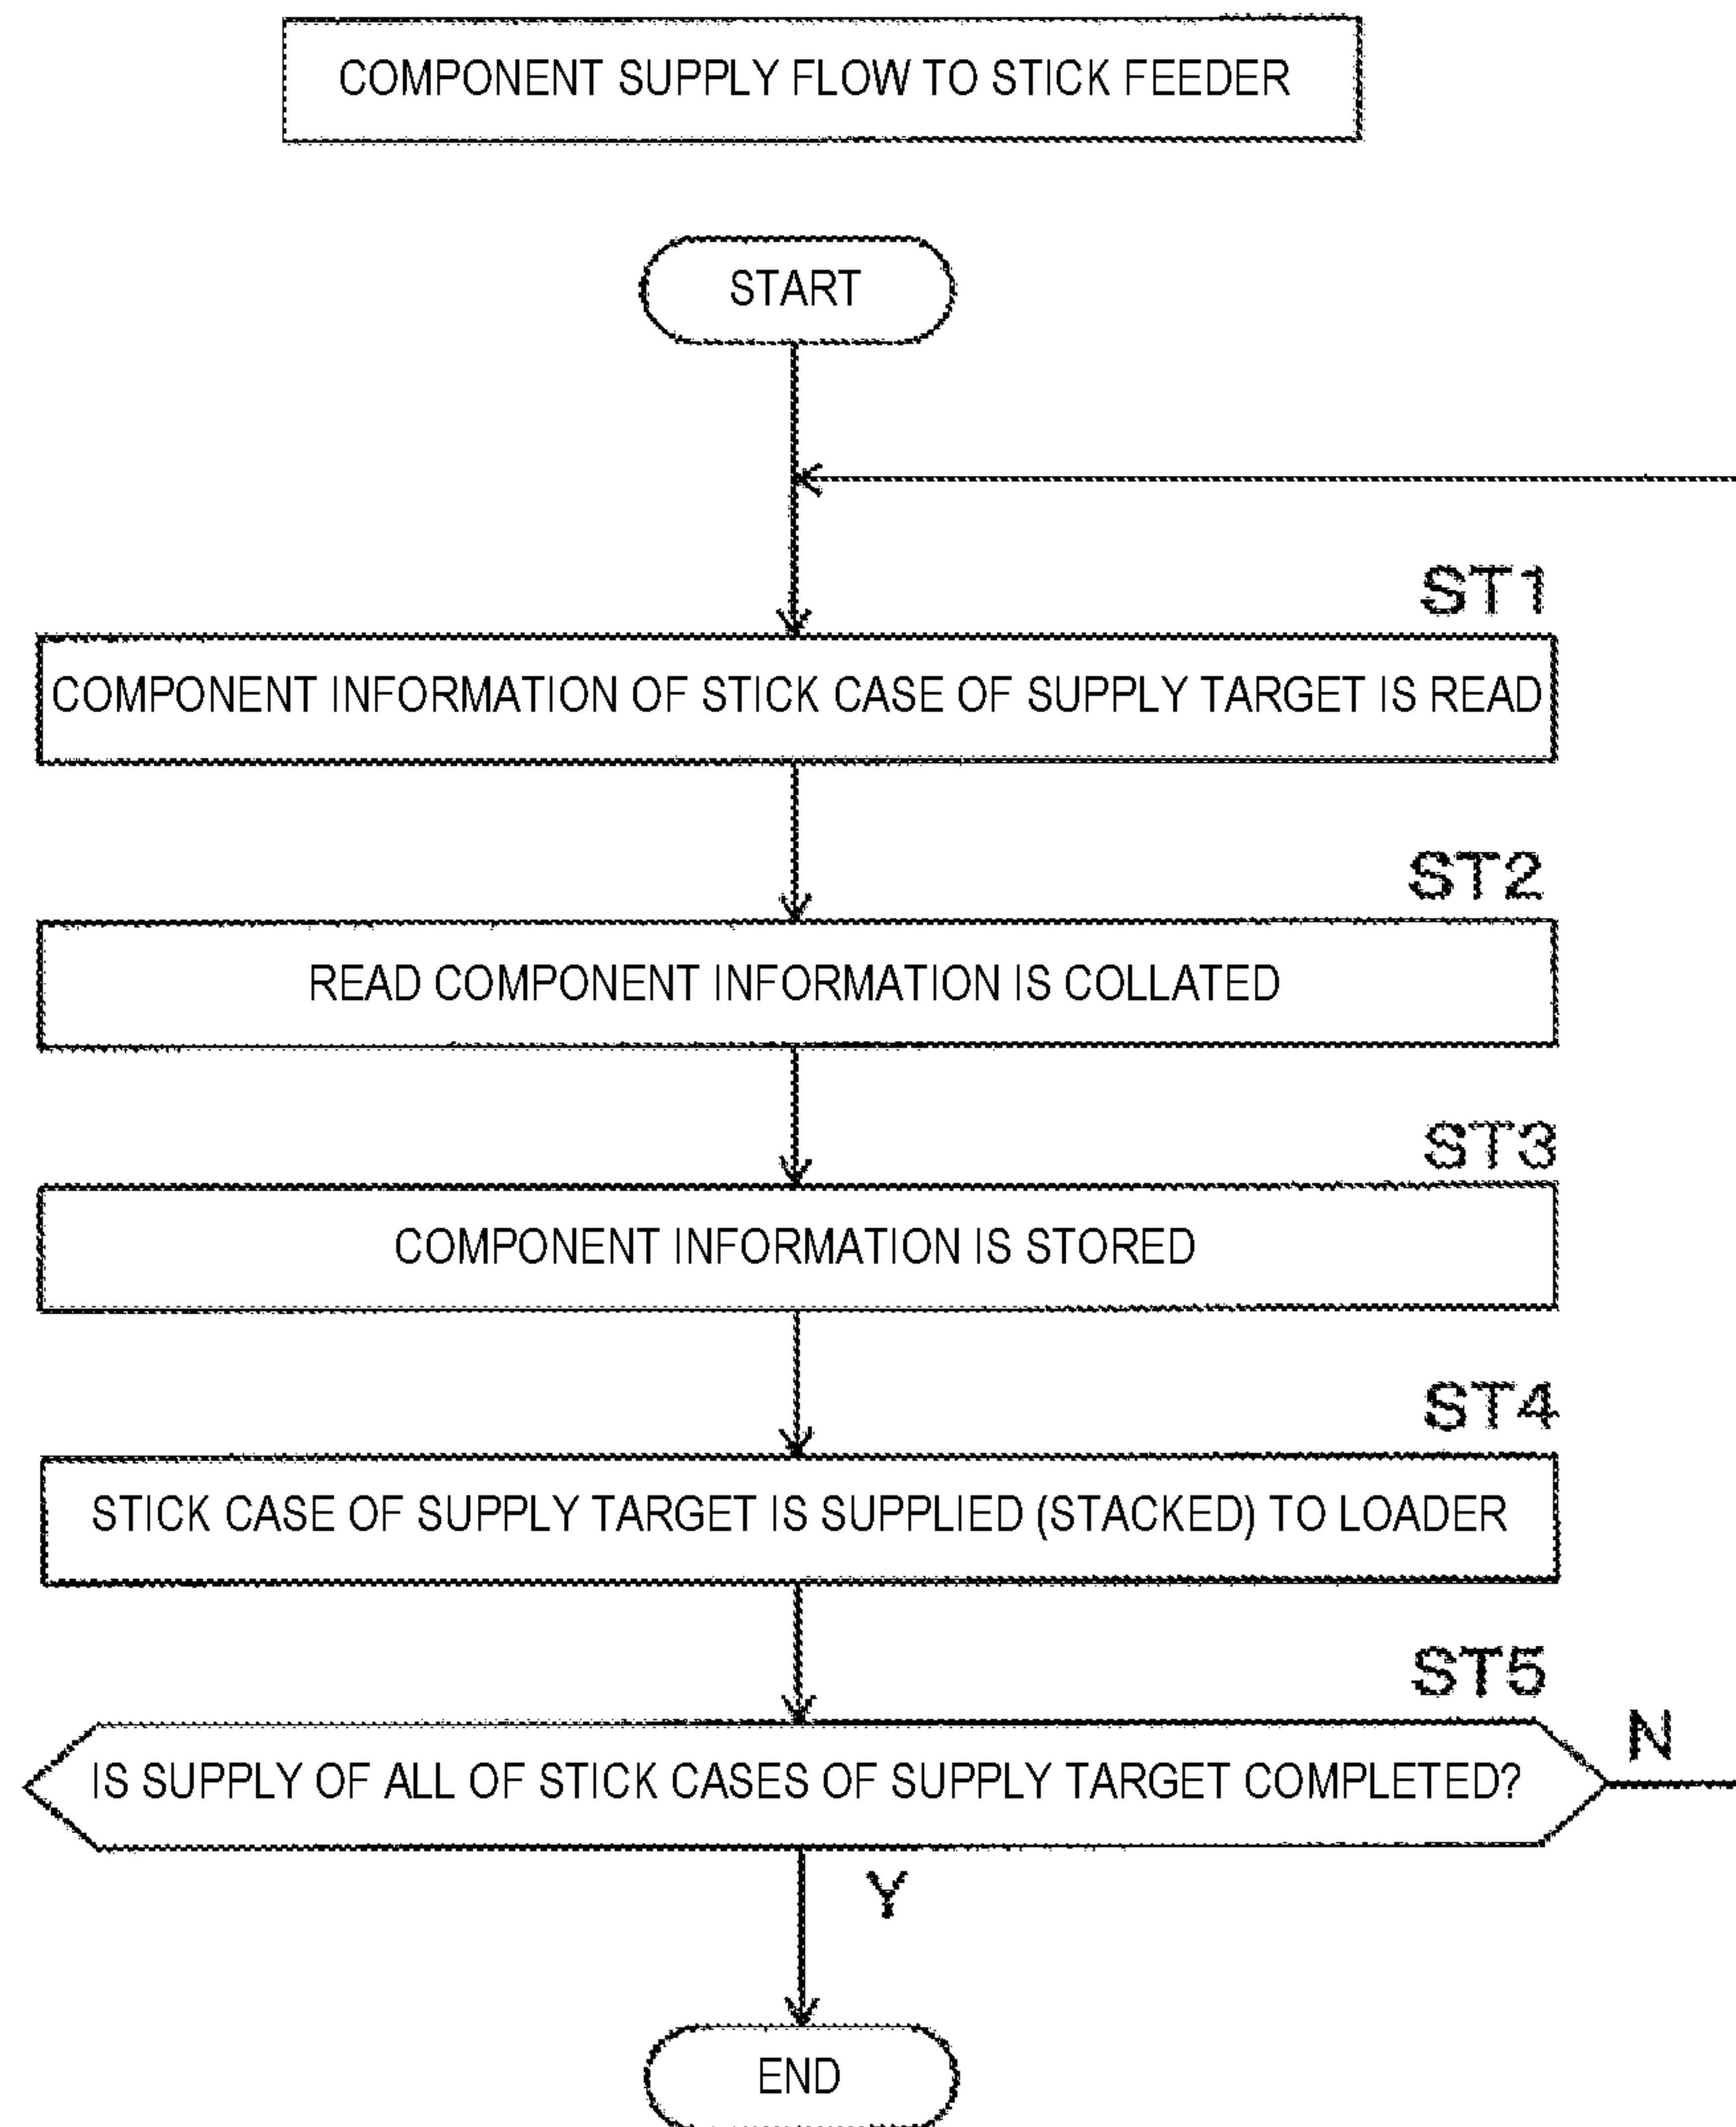 COMPONENT SUPPLY FLOW TO STICK FEEDER
START
ST1
COMPONENT INFORMATION OF STICK CASE OF SUPPLY TARGET IS READ
ST2
READ COMPONENT INFORMATION IS COLLATED
ST3
COMPONENT INFORMATION IS STORED
ST4
STICK CASE OF SUPPLY TARGET IS SUPPLIED (STACKED) TO LOADER
ST5
IS SUPPLY OF ALL OF STICK CASES OF SUPPLY TARGET COMPLETED?
N
Y
END